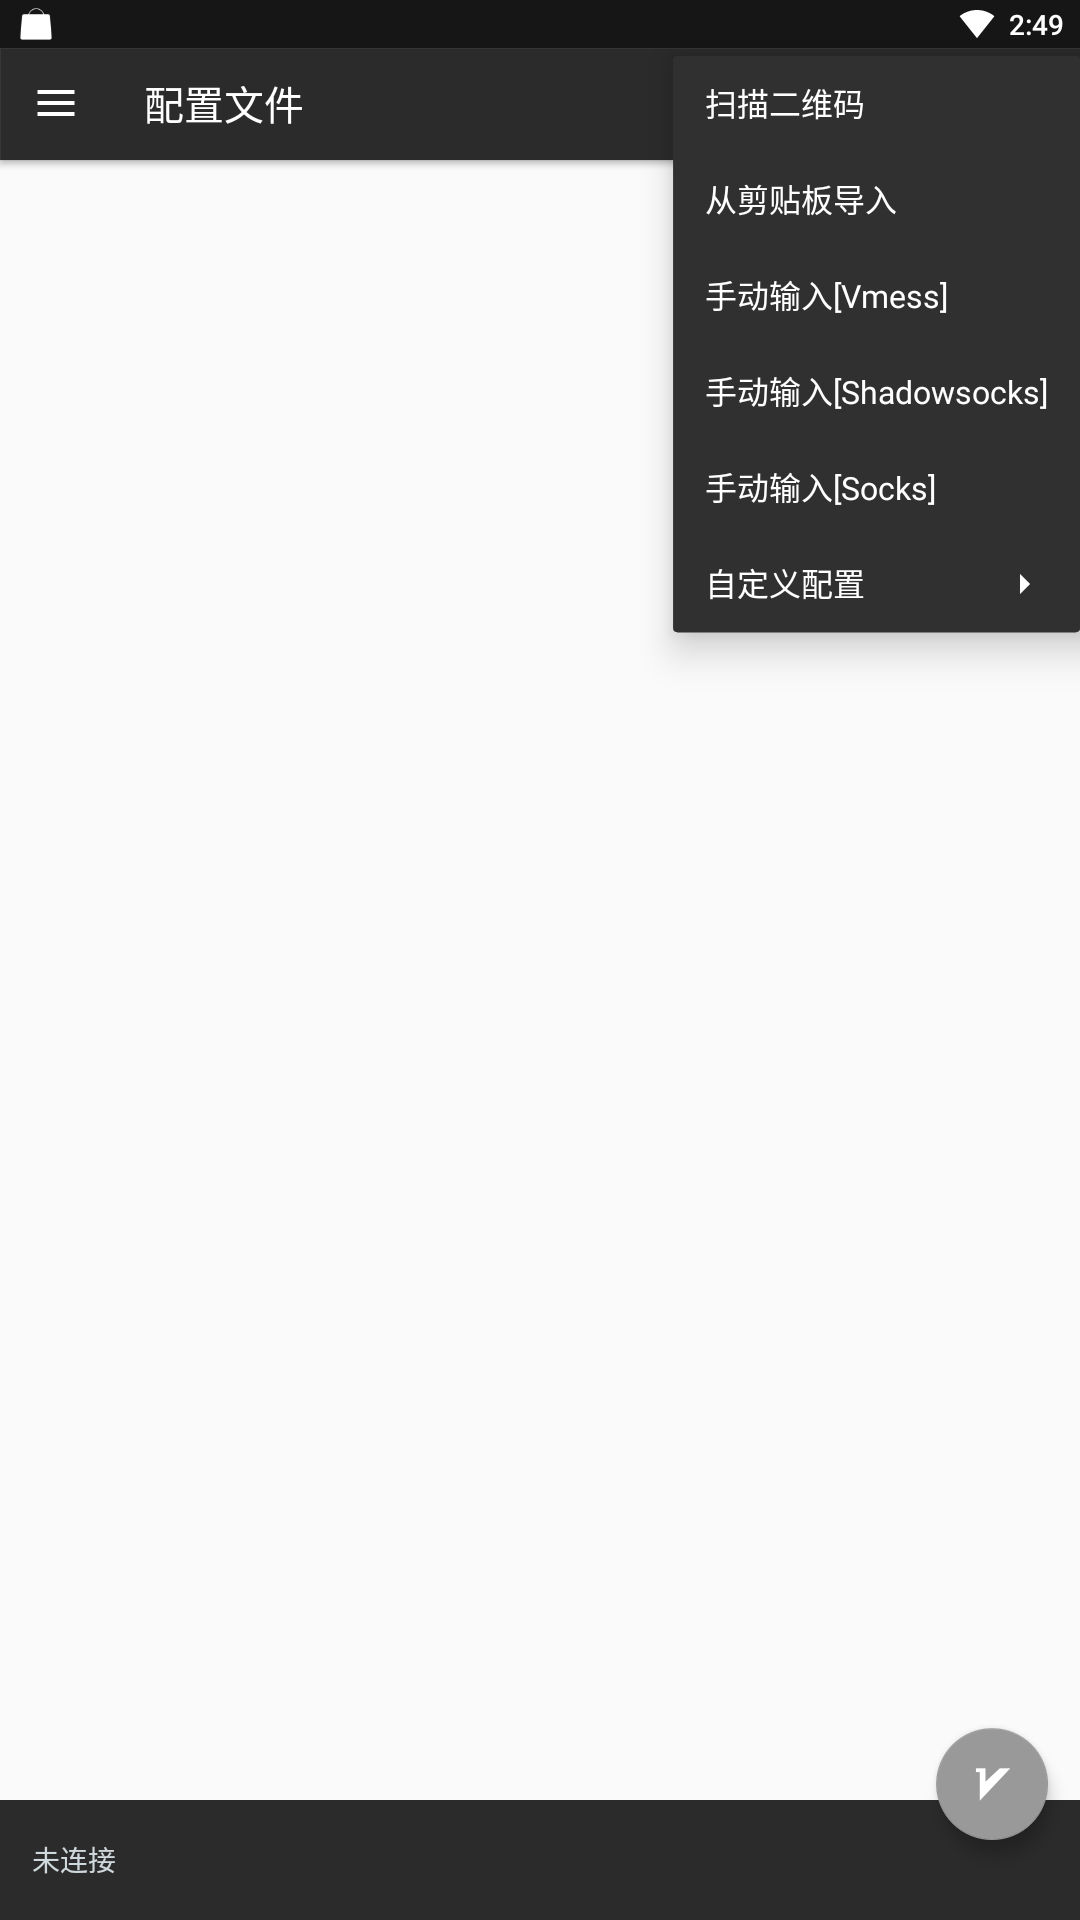 2:49
配置文件
扫描二维码
从剪贴板导入
手动输入[Vmess]
手动输入[Shadowsocks]
手动输入[Socks]
自定义配置
未连接